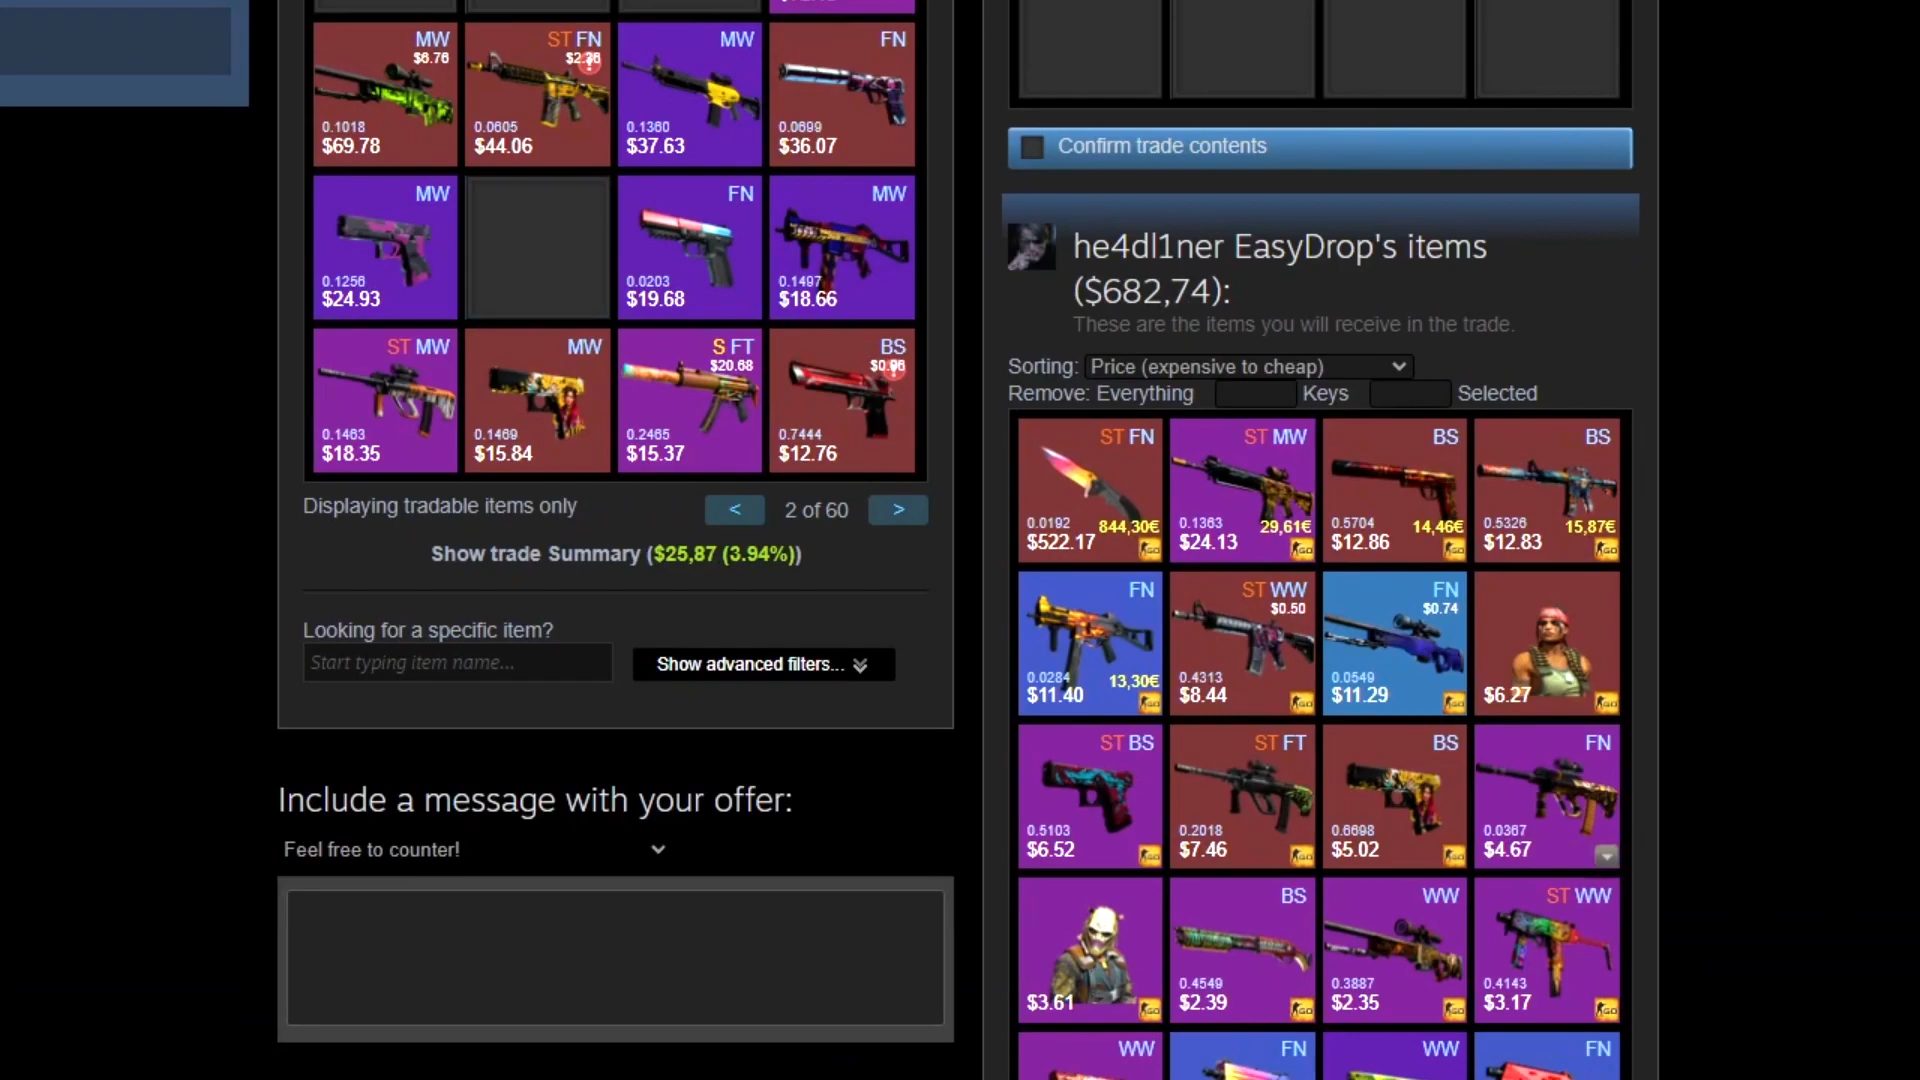 MW
$6.76
0.1018
$69.78
ST FN
$2.36
0.0605
$44.06
MW
0.1360
$37.63
FN
0.0699
$36.07
MW
0.1256
$24.93
FN
0.0203
$19.68
MW
0.1497
$18.66
ST MW
0.1463
$18.35
MW
0.1469
$15.84
S FT
$20.68
0.2465
$15.37
BS
0.7444
$12.76
Displaying tradable items only
<
2 of 60
>
Show trade Summary ($25,87 (3.94%))
Looking for a specific item?
Start typing item name...
Show advanced filters...
Include a message with your offer:
Feel free to counter!
Confirm trade contents
he4dl1ner EasyDrop's items
($682,74):
These are the items you will receive in the trade.
Sorting: Price (expensive to cheap)
Remove: Everything Keys Selected
ST FN
0.0192
844,30€
$522.17
ST MW
0.1363
29,61€
$24.13
BS
0.5704
14,46€
$12.86
BS
0.5326
15,87€
$12.83
FN
0.0284
13,30€
$11.40
ST WW
$0.50
0.4313
$8.44
FN
$0.74
0.0549
$11.29
$6.27
ST BS
0.5103
$6.52
ST FT
0.2018
$7.46
BS
0.6698
$5.02
FN
0.0367
$4.67
$3.61
BS
0.4549
$2.39
WW
0.3887
$2.35
ST WW
0.4143
$3.17
WW
FN
WW
FN